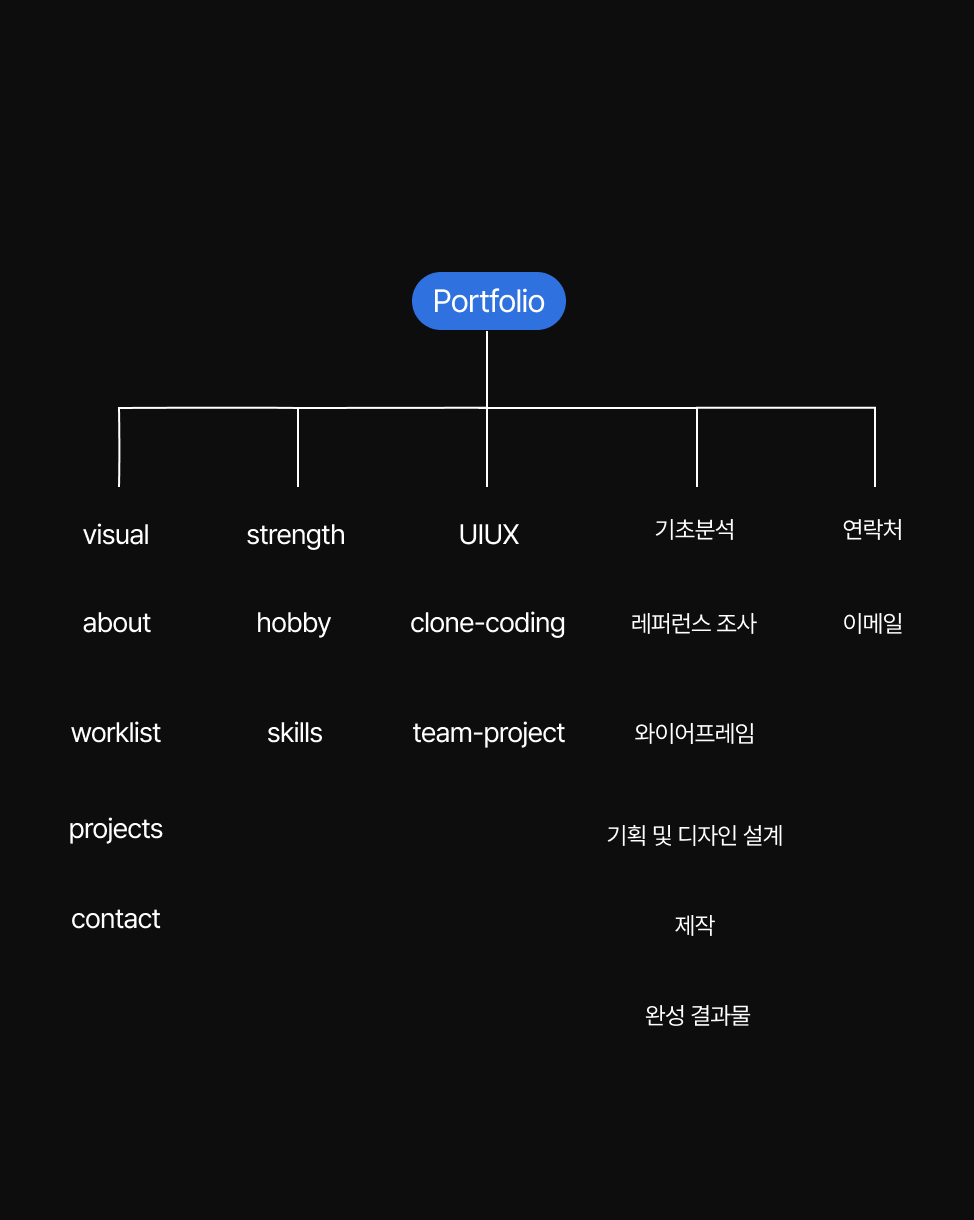 Portfolio
visual
about
worklist
projects
contact
strength
hobby
skills
UIUX
clone-coding
team-project
기초분석
레퍼런스 조사
와이어프레임
기획 및 디자인 설계
제작
완성 결과물
연락처
이메일